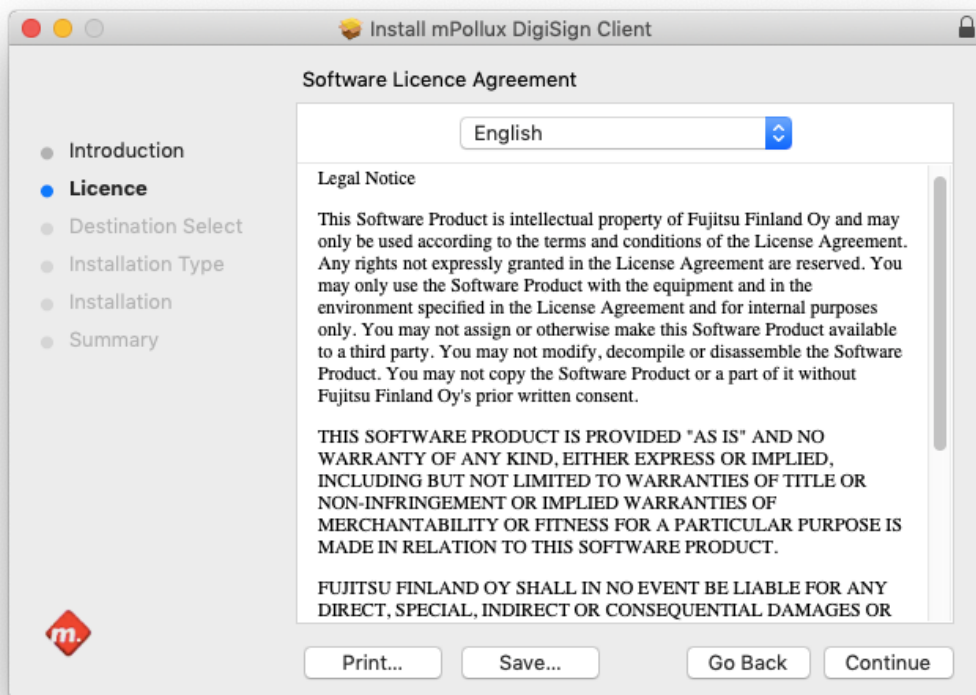 Install mPollux DigiSign Client
Software Licence Agreement
Introduction
Licence
Destination Select
Installation Type
Installation
Summary
English
Legal Notice
This Software Product is intellectual property of Fujitsu Finland Oy and may
only be used according to the terms and conditions of the License Agreement.
Any rights not expressly granted in the License Agreement are reserved. You
may only use the Software Product with the equipment and in the
environment specified in the License Agreement and for internal purposes
only. You may not assign or otherwise make this Software Product available
to a third party. You may not modify, decompile or disassemble the Software
Product. You may not copy the Software Product or a part of it without
Fujitsu Finland Oy's prior written consent.
THIS SOFTWARE PRODUCT IS PROVIDED "AS IS" AND NO
WARRANTY OF ANY KIND, EITHER EXPRESS OR IMPLIED,
INCLUDING BUT NOT LIMITED TO WARRANTIES OF TITLE OR
NON-INFRINGEMENT OR IMPLIED WARRANTIES OF
MERCHANTABILITY OR FITNESS FOR A PARTICULAR PURPOSE IS
MADE IN RELATION TO THIS SOFTWARE PRODUCT.
FUJITSU FINLAND OY SHALL IN NO EVENT BE LIABLE FOR ANY
DIRECT, SPECIAL, INDIRECT OR CONSEQUENTIAL DAMAGES OR
m.
Print...
Save...
Go Back
Continue